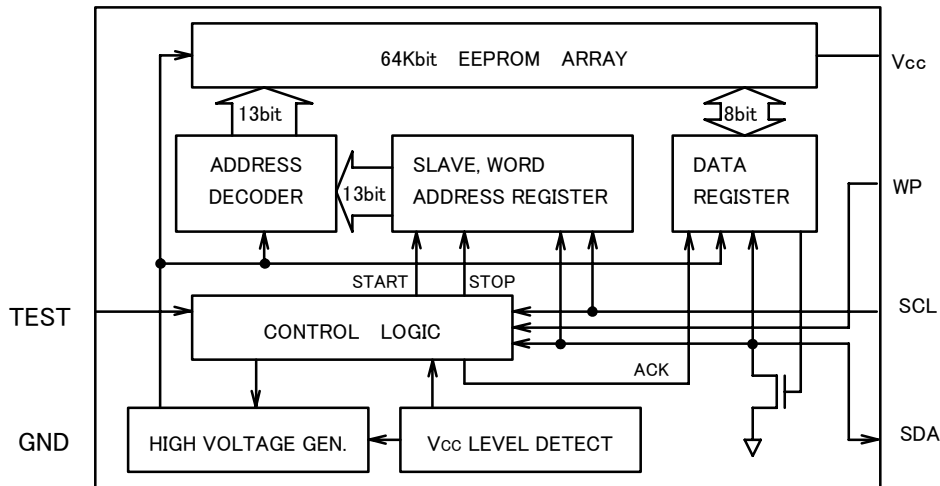 64Kbit EEPROM ARRAY
Vcc
13bit
8bit
ADDRESS
DECODER
13bit
SLAVE, WORD
ADDRESS REGISTER
DATA
REGISTER
WP
START
STOP
TEST
CONTROL LOGIC
SCL
ACK
GND
HIGH VOLTAGE GEN.
Vcc LEVEL DETECT
SDA